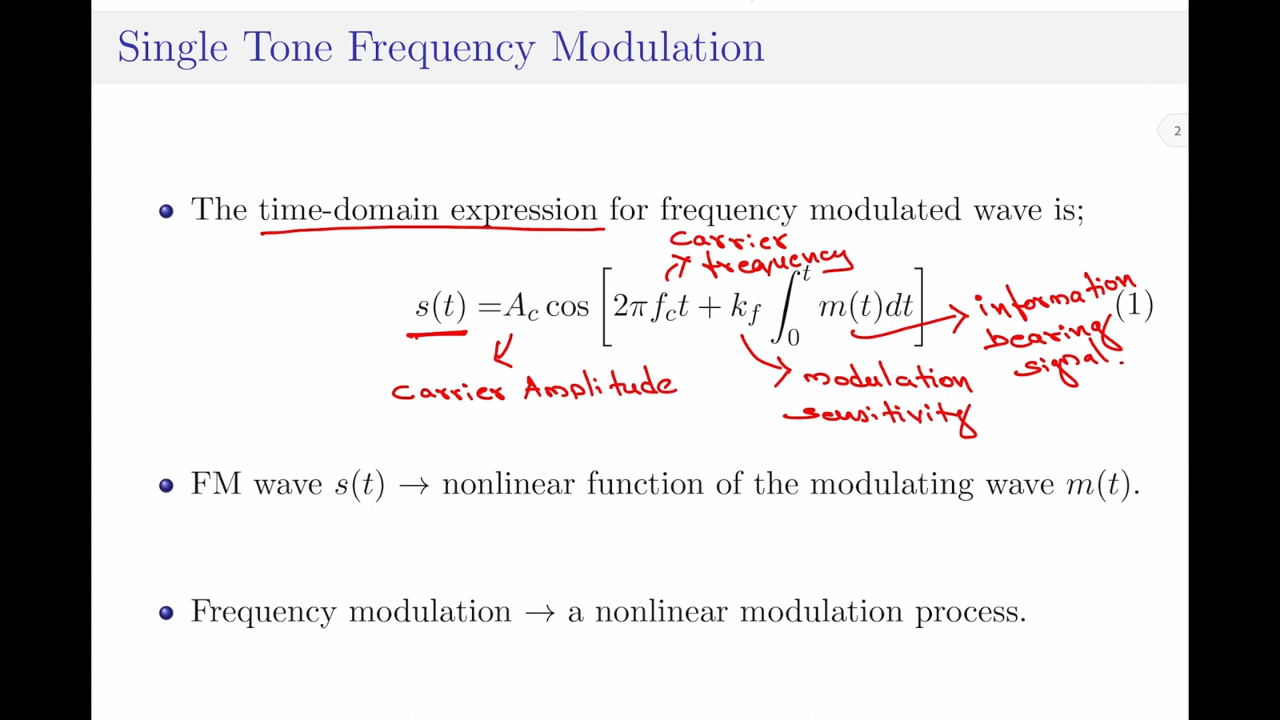 Single Tone Frequency Modulation
2
The time-domain expression for frequency modulated wave is;
carrier
frequency
s(t) =A_c cos [2πf_ct + k_f ∫_0^t m(t)dt] (1)
information
bearing
signal.
carrier Amplitude
modulation
sensitivity
FM wave s(t) → nonlinear function of the modulating wave m(t).
Frequency modulation → a nonlinear modulation process.